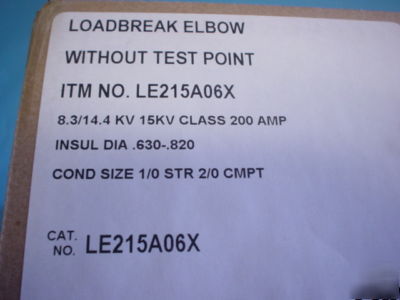 LOADBREAK ELBOW
WITHOUT TEST POINT
ITM NO. LE215A06X
8.3/14.4 KV 15KV CLASS 200 AMP
INSUL DIA .630-.820
COND SIZE 1/0 STR 2/0 CMPT
CAT. NO. LE215A06X